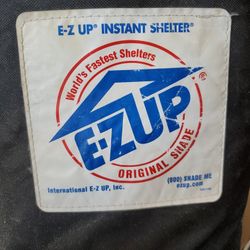 E-Z UP® INSTANT SHELTER®
World's Fastest Shelters
E-Z UP®
ORIGINAL SHADE
(800) SHADE ME
International E-Z UP, Inc.
ezup.com